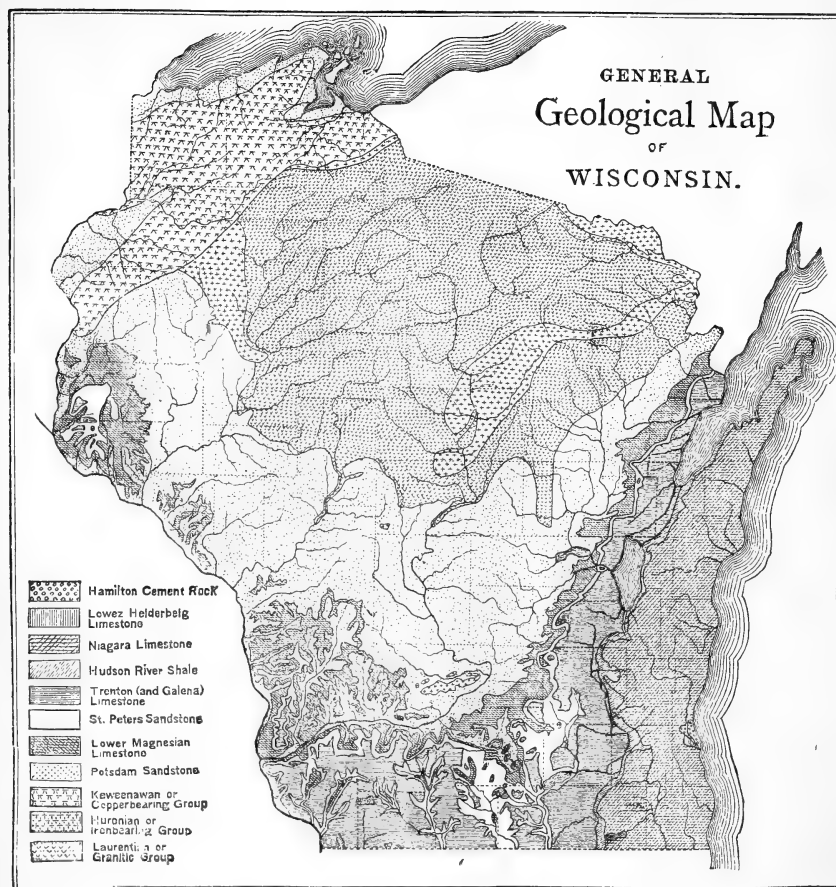 GENERAL
Geological Map
OF
WISCONSIN.
Hamilton Cement Rock
Lowez Helderbeig
Limestone
Niagara Limestone
Hudson River Shale
Trenton (and Galena)
Limestone
St. Peters Sandstone
Lower Magnesian
Limestone
Potsdam Sandstone
Keweenawan or
Copperbearing Group
Huronian or
Ironbearing Group
Laurentian or
Granitic Group